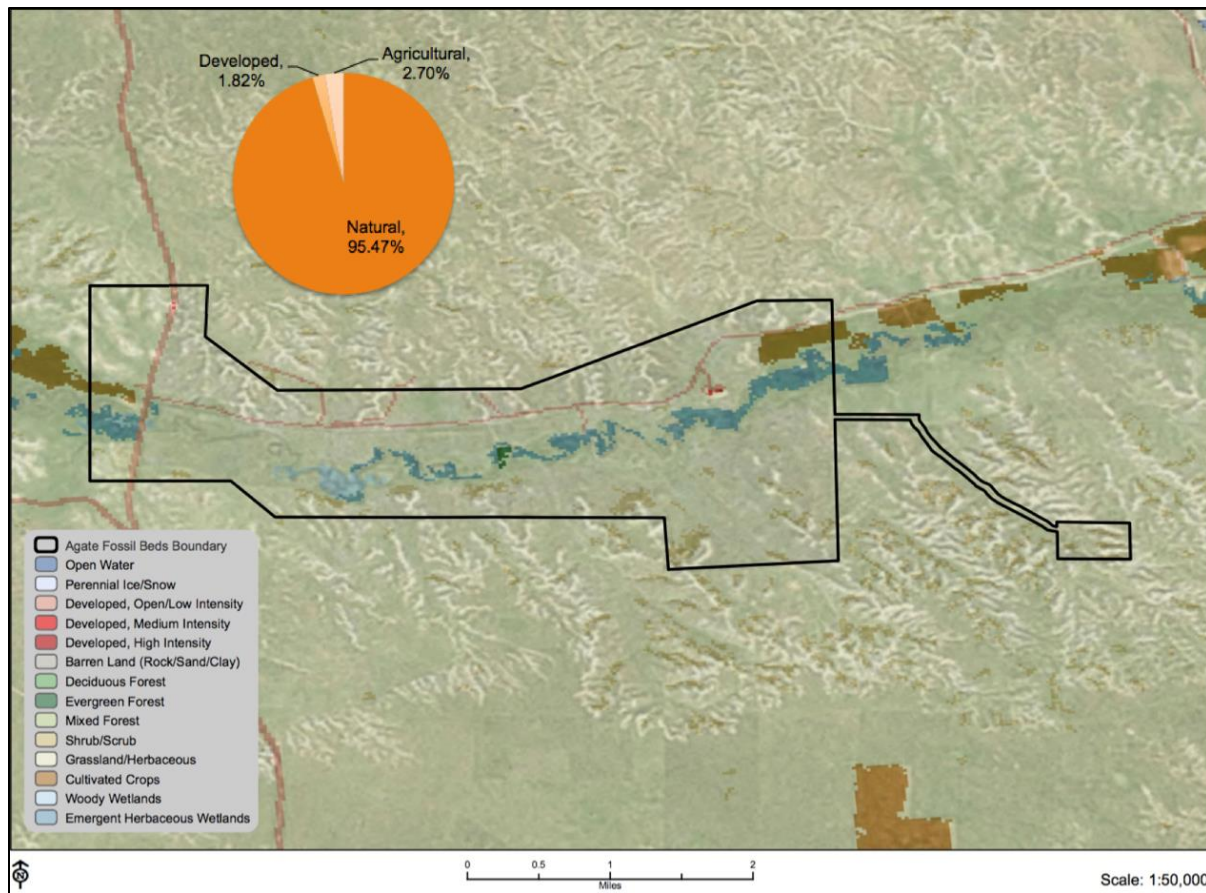 Developed,
1.82%
Agricultural,
2.70%
Natural,
95.47%
Agate Fossil Beds Boundary
Open Water
Perennial Ice/Snow
Developed, Open/Low Intensity
Developed, Medium Intensity
Developed, High Intensity
Barren Land (Rock/Sand/Clay)
Deciduous Forest
Evergreen Forest
Mixed Forest
Shrub/Scrub
Grassland/Herbaceous
Cultivated Crops
Woody Wetlands
Emergent Herbaceous Wetlands
N
0 0.5 1 2
Miles
Scale: 1:50,000